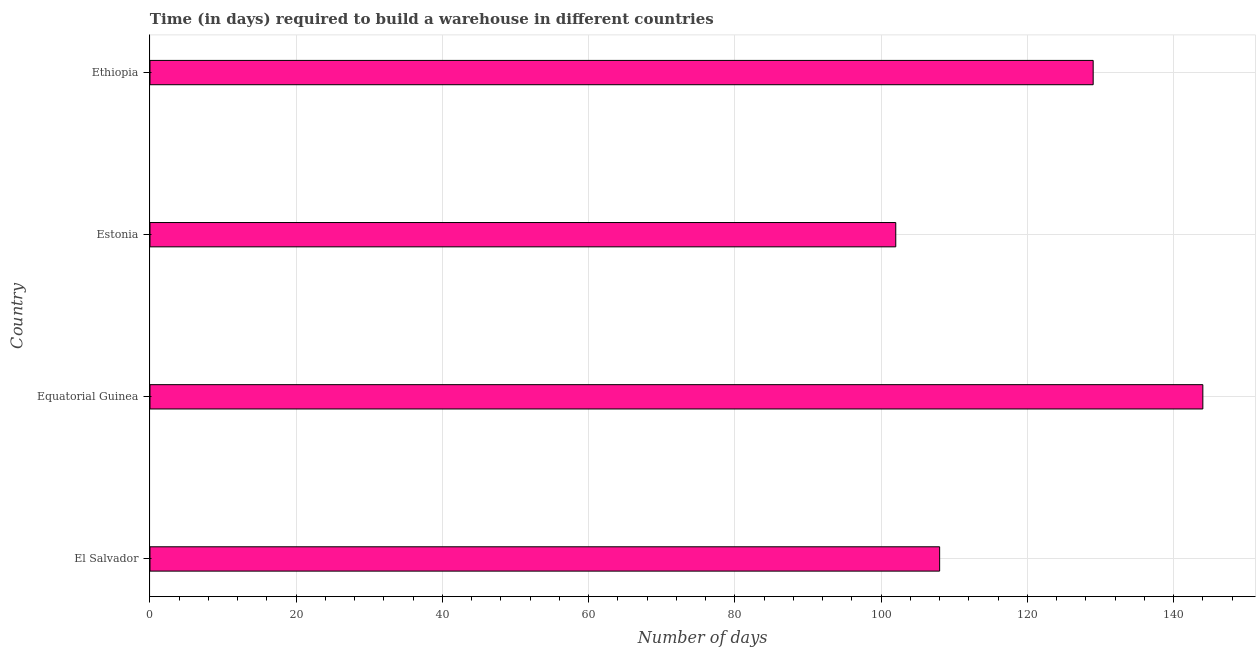 Time (in days) required to build a warehouse in different countries
Ethiopia
Estonia
Equatorial Guinea
El Salvador
Country
0 20 40 60 80 100 120 140
Number of days